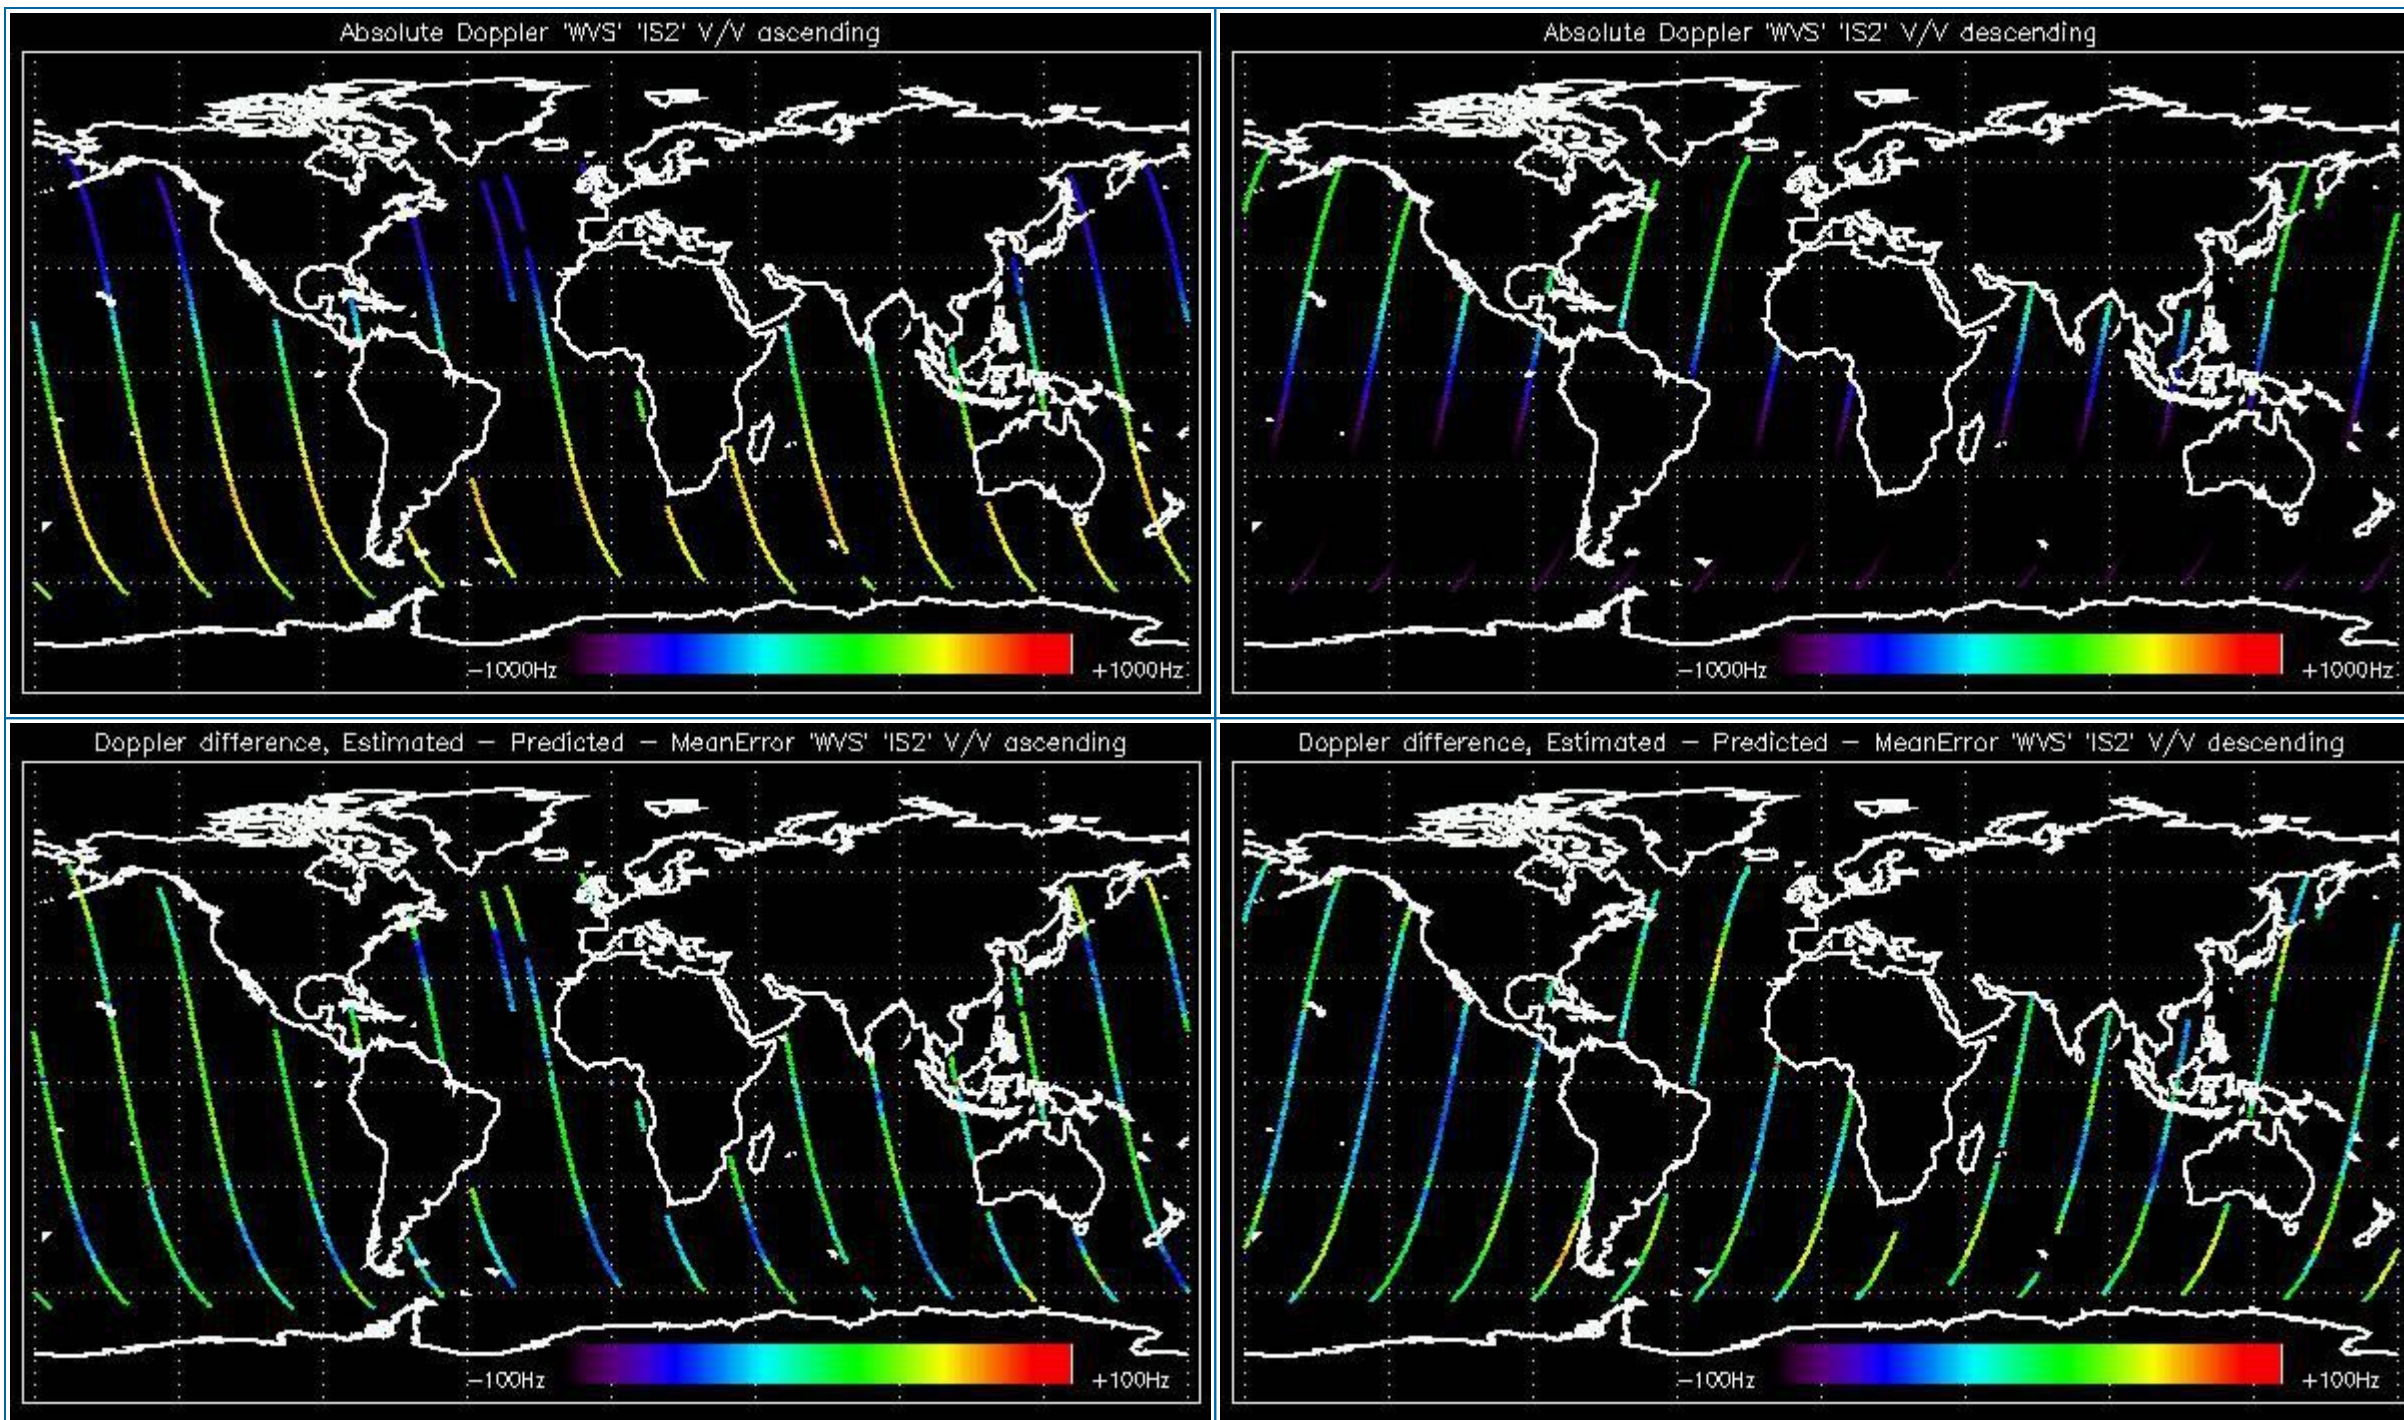 Absolute Doppler 'WVS' 'IS2' V/V ascending
−1000Hz
+1000Hz
Absolute Doppler 'WVS' 'IS2' V/V descending
−1000Hz
+1000Hz
Doppler difference, Estimated − Predicted − MeanError 'WVS' 'IS2' V/V ascending
−100Hz
+100Hz
Doppler difference, Estimated − Predicted − MeanError 'WVS' 'IS2' V/V descending
−100Hz
+100Hz